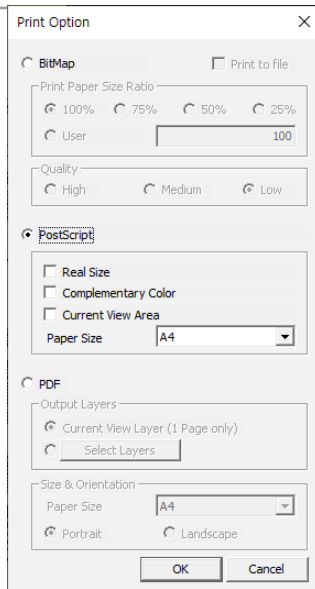 Print Option
BitMap Print to file
Print Paper Size Ratio
100% 75% 50% 25%
User 100
Quality
High Medium Low
PostScript
Real Size
Complementary Color
Current View Area
Paper Size A4
PDF
Output Layers
Current View Layer (1 Page only)
Select Layers
Size & Orientation
Paper Size A4
Portrait Landscape
OK Cancel